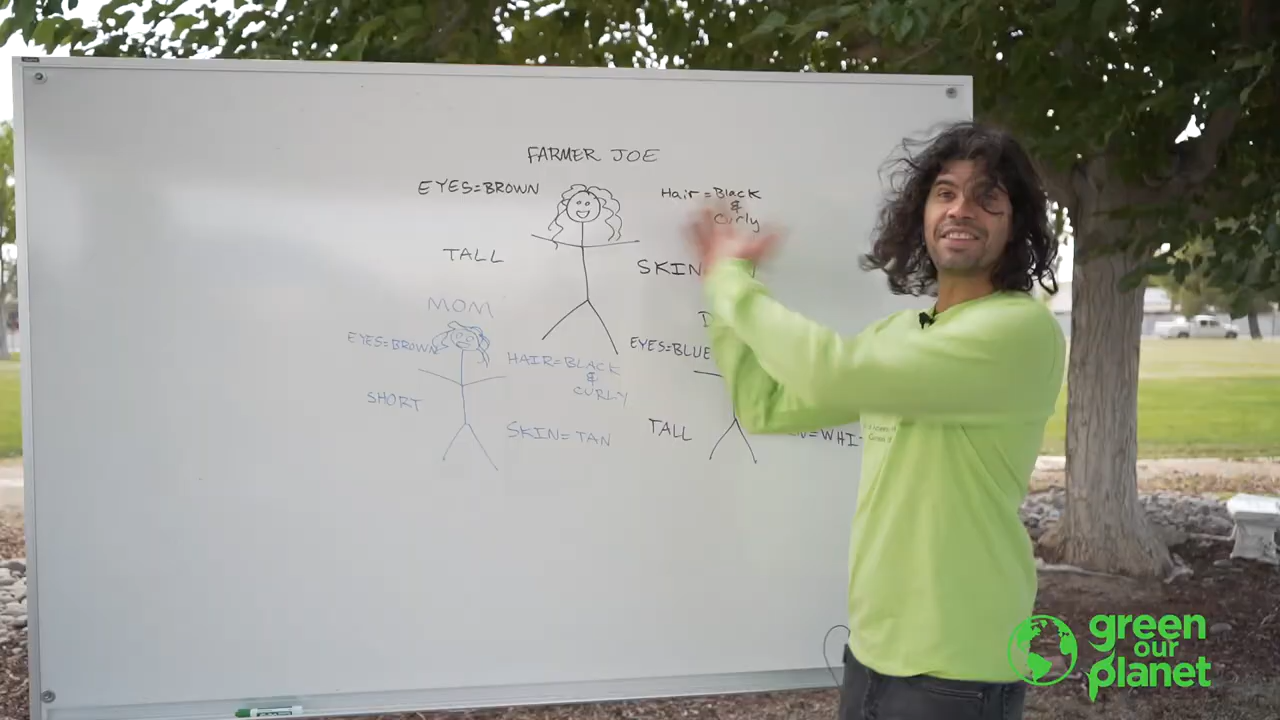 FARMER JOE
EYES=BROWN
Hair = Black
&
Curly
TALL
SKIN
MOM
EYES=BROWN
HAIR=BLACK
&
CURLY
SHORT
SKIN=TAN
EYES=BLUE
TALL
green
our
planet